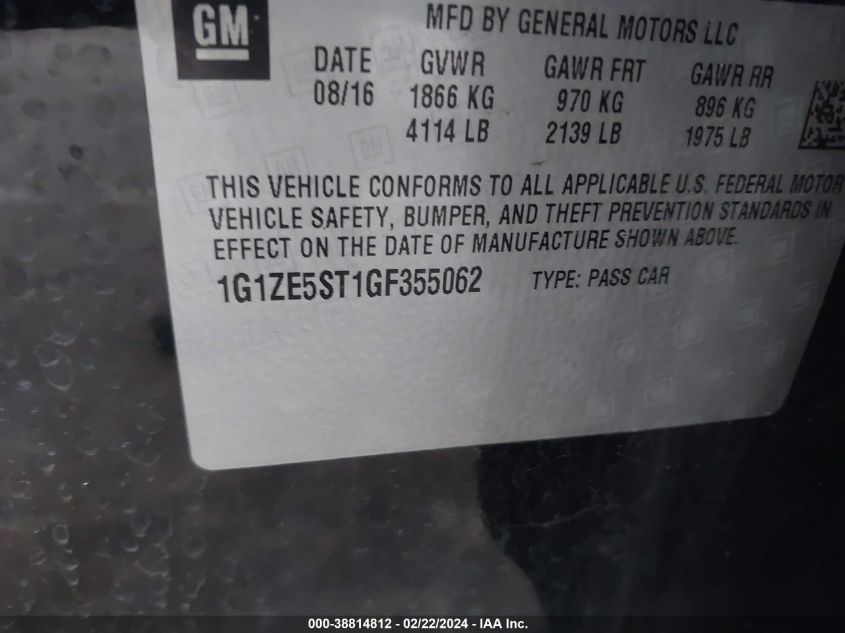 GM
MFD BY GENERAL MOTORS LLC
DATE GVWR GAWR FRT GAWR RR
08/16 1866 KG 970 KG 896 KG
4114 LB 2139 LB 1975 LB
THIS VEHICLE CONFORMS TO ALL APPLICABLE U.S. FEDERAL MOTOR
VEHICLE SAFETY, BUMPER, AND THEFT PREVENTION STANDARDS IN
EFFECT ON THE DATE OF MANUFACTURE SHOWN ABOVE.
1G1ZE5ST1GF355062 TYPE: PASS CAR
000-38814812 - 02/22/2024 - IAA Inc.